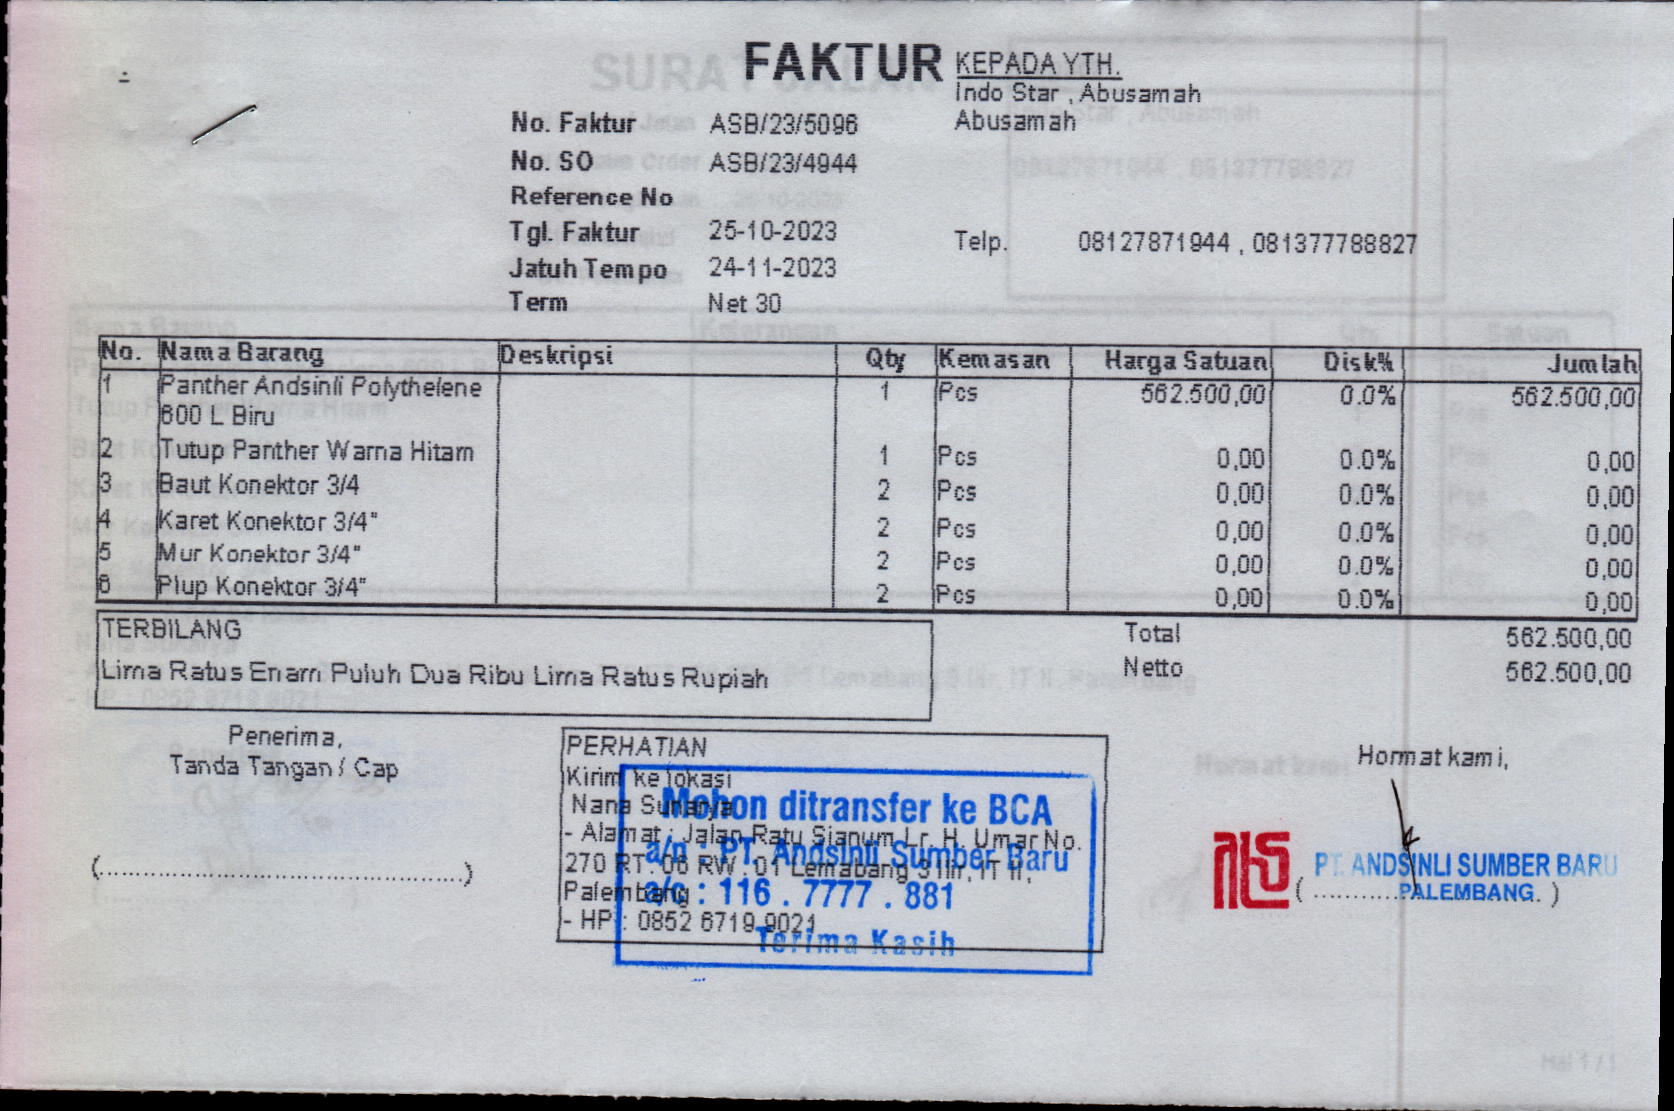 FAKTUR
KEPADA YTH.
Indo Star , Abusamah
Abusamah
No. Faktur ASB/23/5096
No. SO ASB/23/4944
Reference No
Tgl. Faktur 25-10-2023
Jatuh Tempo 24-11-2023
Term Net 30
Telp. 08127871944 , 081377788827
No. Nama Barang Deskripsi Qty Kemasan Harga Satuan Disk% Jumlah
1 Panther Andsinli Polythelene 1 Pcs 562.500,00 0.0% 562.500,00
600 L Biru
2 Tutup Panther Warna Hitam 1 Pcs 0,00 0.0% 0,00
3 Baut Konektor 3/4 2 Pcs 0,00 0.0% 0,00
4 Karet Konektor 3/4" 2 Pcs 0,00 0.0% 0,00
5 Mur Konektor 3/4" 2 Pcs 0,00 0.0% 0,00
6 Plup Konektor 3/4" 2 Pcs 0,00 0.0% 0,00
TERBILANG
Lima Ratus Enam Puluh Dua Ribu Lima Ratus Rupiah
Total 562.500,00
Netto 562.500,00
Penerima,
Tanda Tangan / Cap
(..................................................)
PERHATIAN
Kirim ke lokasi
Nana Sunarya
- Alamat : Jalan Ratu Sianum Lr. H. Umar No.
270 RT. 06 RW . 01 Lemabang 3 Ilir, IT II,
Palembang
- HP : 0852 6719 9021
Mohon ditransfer ke BCA
a/n : PT. Andsinli Sumber Baru
a/c : 116 . 7777 . 881
Terima Kasih
Hormat kami,
PT. ANDSINLI SUMBER BARU
(............PALEMBANG. )